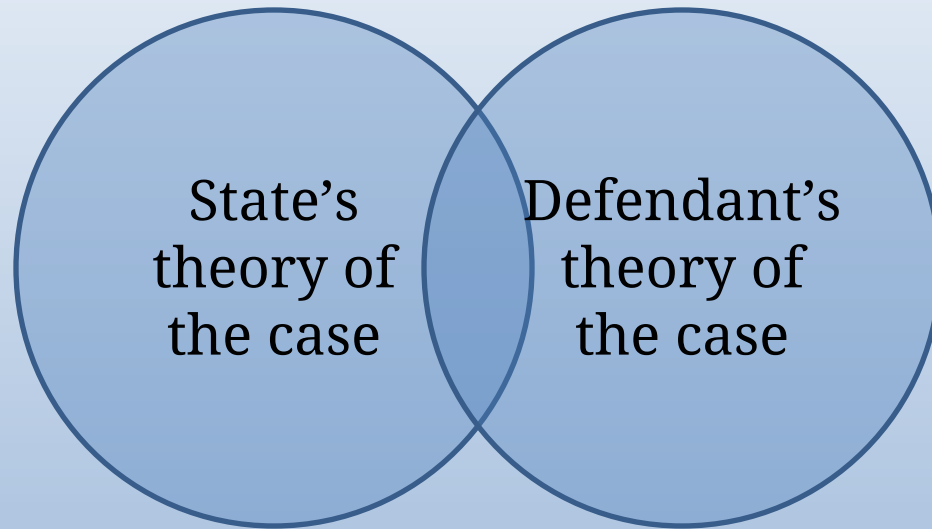 State’s
theory of
the case
Defendant’s
theory of
the case